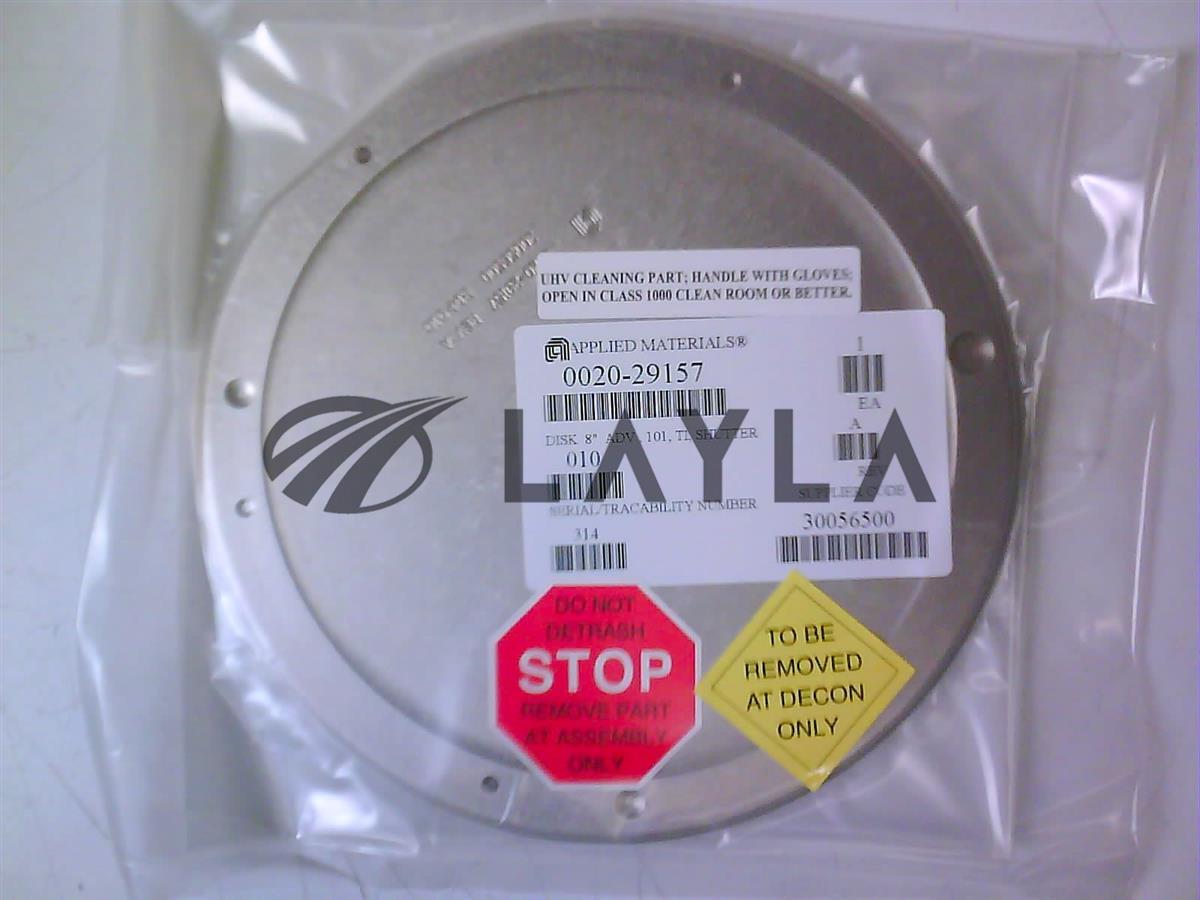 UHV CLEANING PART; HANDLE WITH GLOVES;
OPEN IN CLASS 1000 CLEAN ROOM OR BETTER.
APPLIED MATERIALS®
0020-29157
1
EA
DISK 8" ADV, 101, TI, SHUTTER
A
REV
010
SERIAL/TRACABILITY NUMBER
SUPPLIER CODE
314
30056500
LAYLA
DO NOT
DETRASH
STOP
REMOVE PART
AT ASSEMBLY
ONLY
TO BE
REMOVED
AT DECON
ONLY